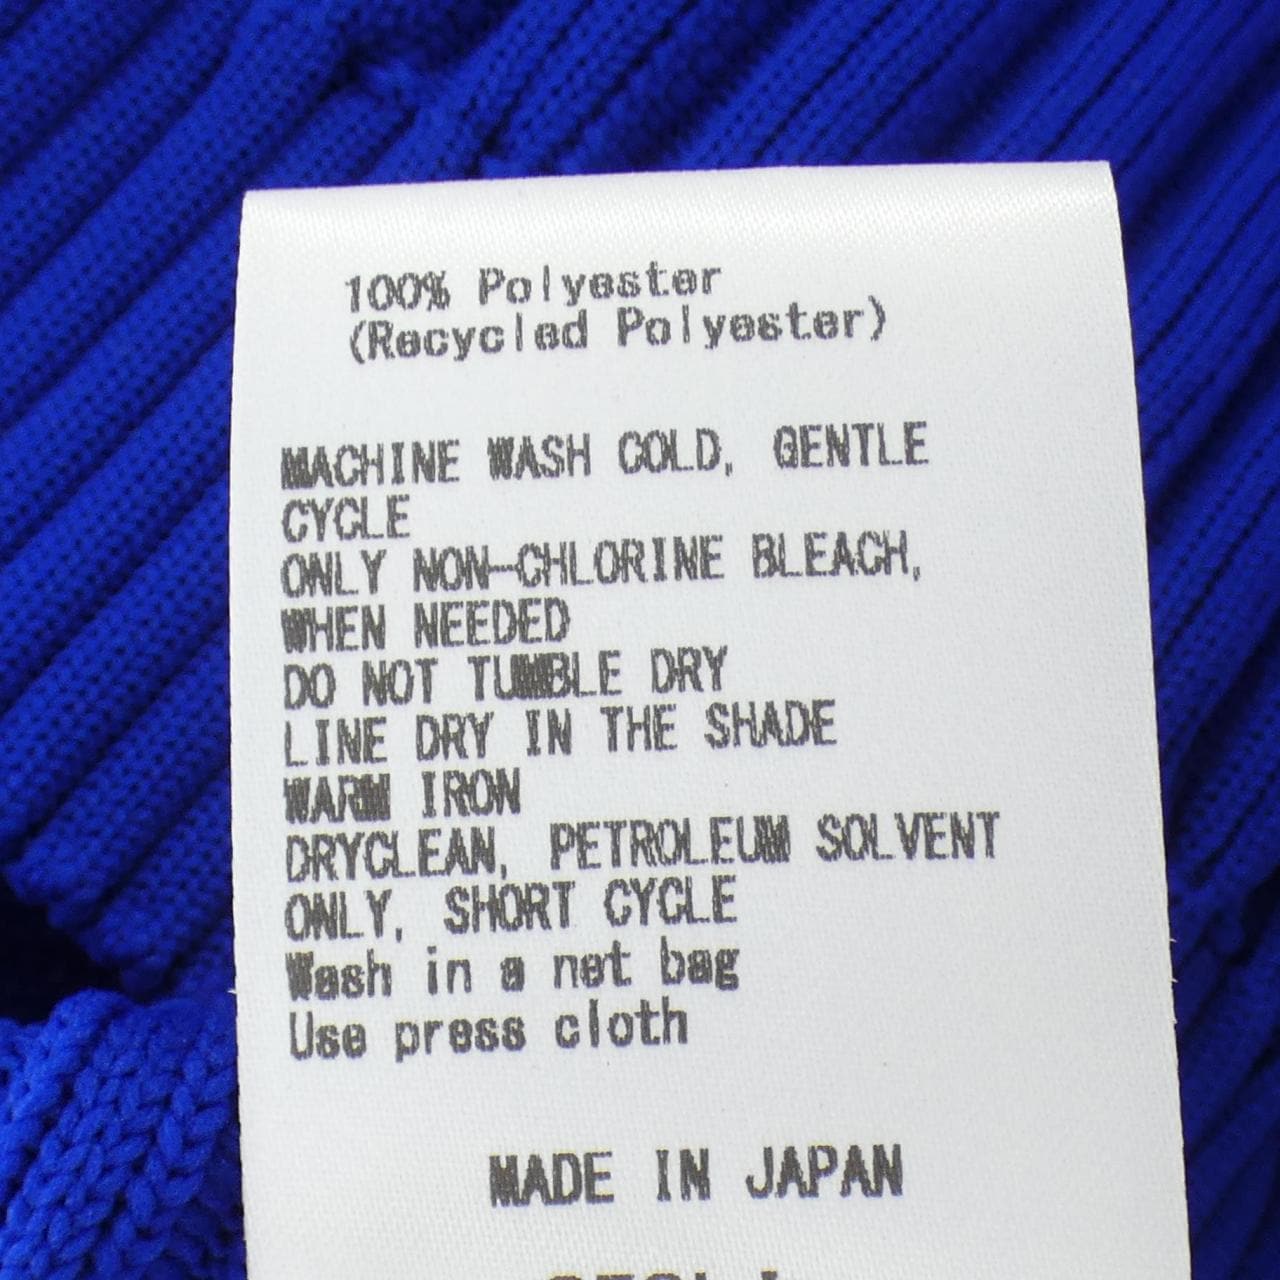 100% Polyester
(Recycled Polyester)
MACHINE WASH COLD, GENTLE
CYCLE
ONLY NON-CHLORINE BLEACH,
WHEN NEEDED
DO NOT TUMBLE DRY
LINE DRY IN THE SHADE
WARM IRON
DRYCLEAN, PETROLEUM SOLVENT
ONLY, SHORT CYCLE
Wash in a net bag
Use press cloth
MADE IN JAPAN